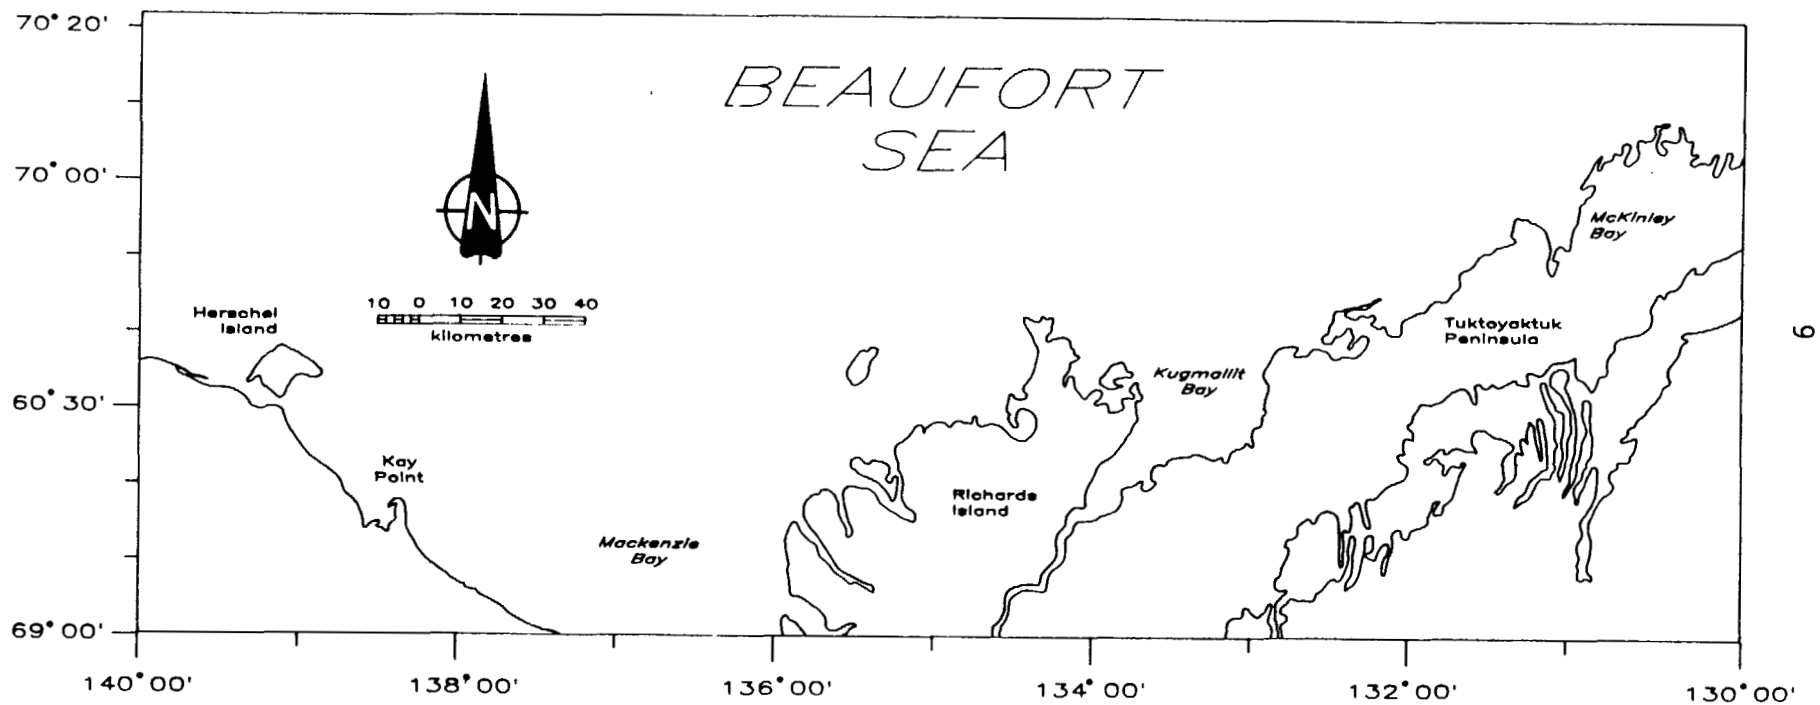 70°20'
BEAUFORT
SEA
70°00'
N
McKinley
Bay
10 0 10 20 30 40
kilometres
Herschel
Island
Tuktoyaktuk
Peninsula
9
Kugmallit
Bay
60°30'
Kay
Point
Richards
Island
Mackenzie
Bay
69°00'
140°00' 138°00' 136°00' 134°00' 132°00' 130°00'